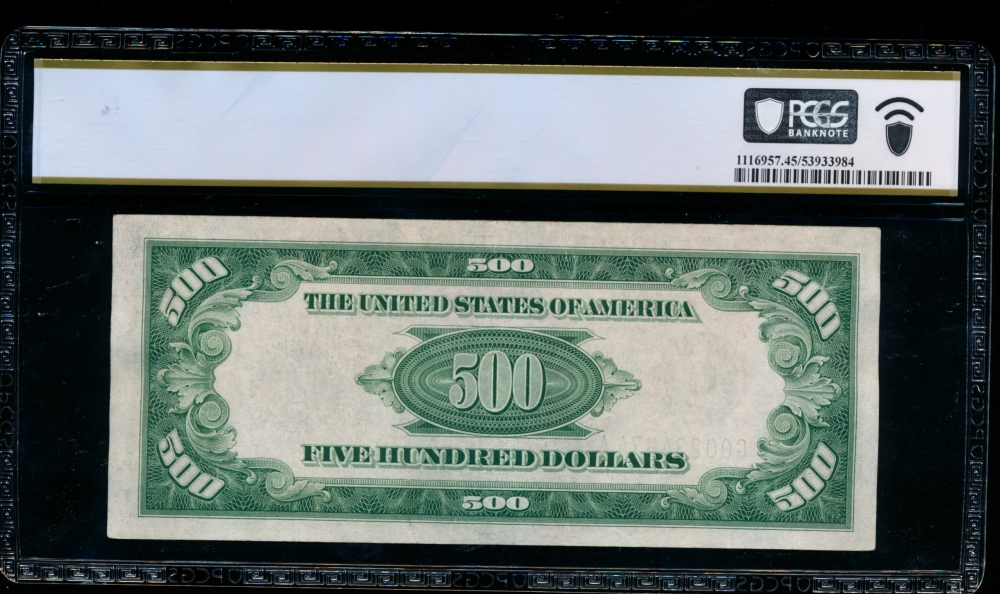 PCGS
BANKNOTE
1116957.45/53933984
500 500 500
THE UNITED STATES OF AMERICA
500
FIVE HUNDRED DOLLARS
500 500 500